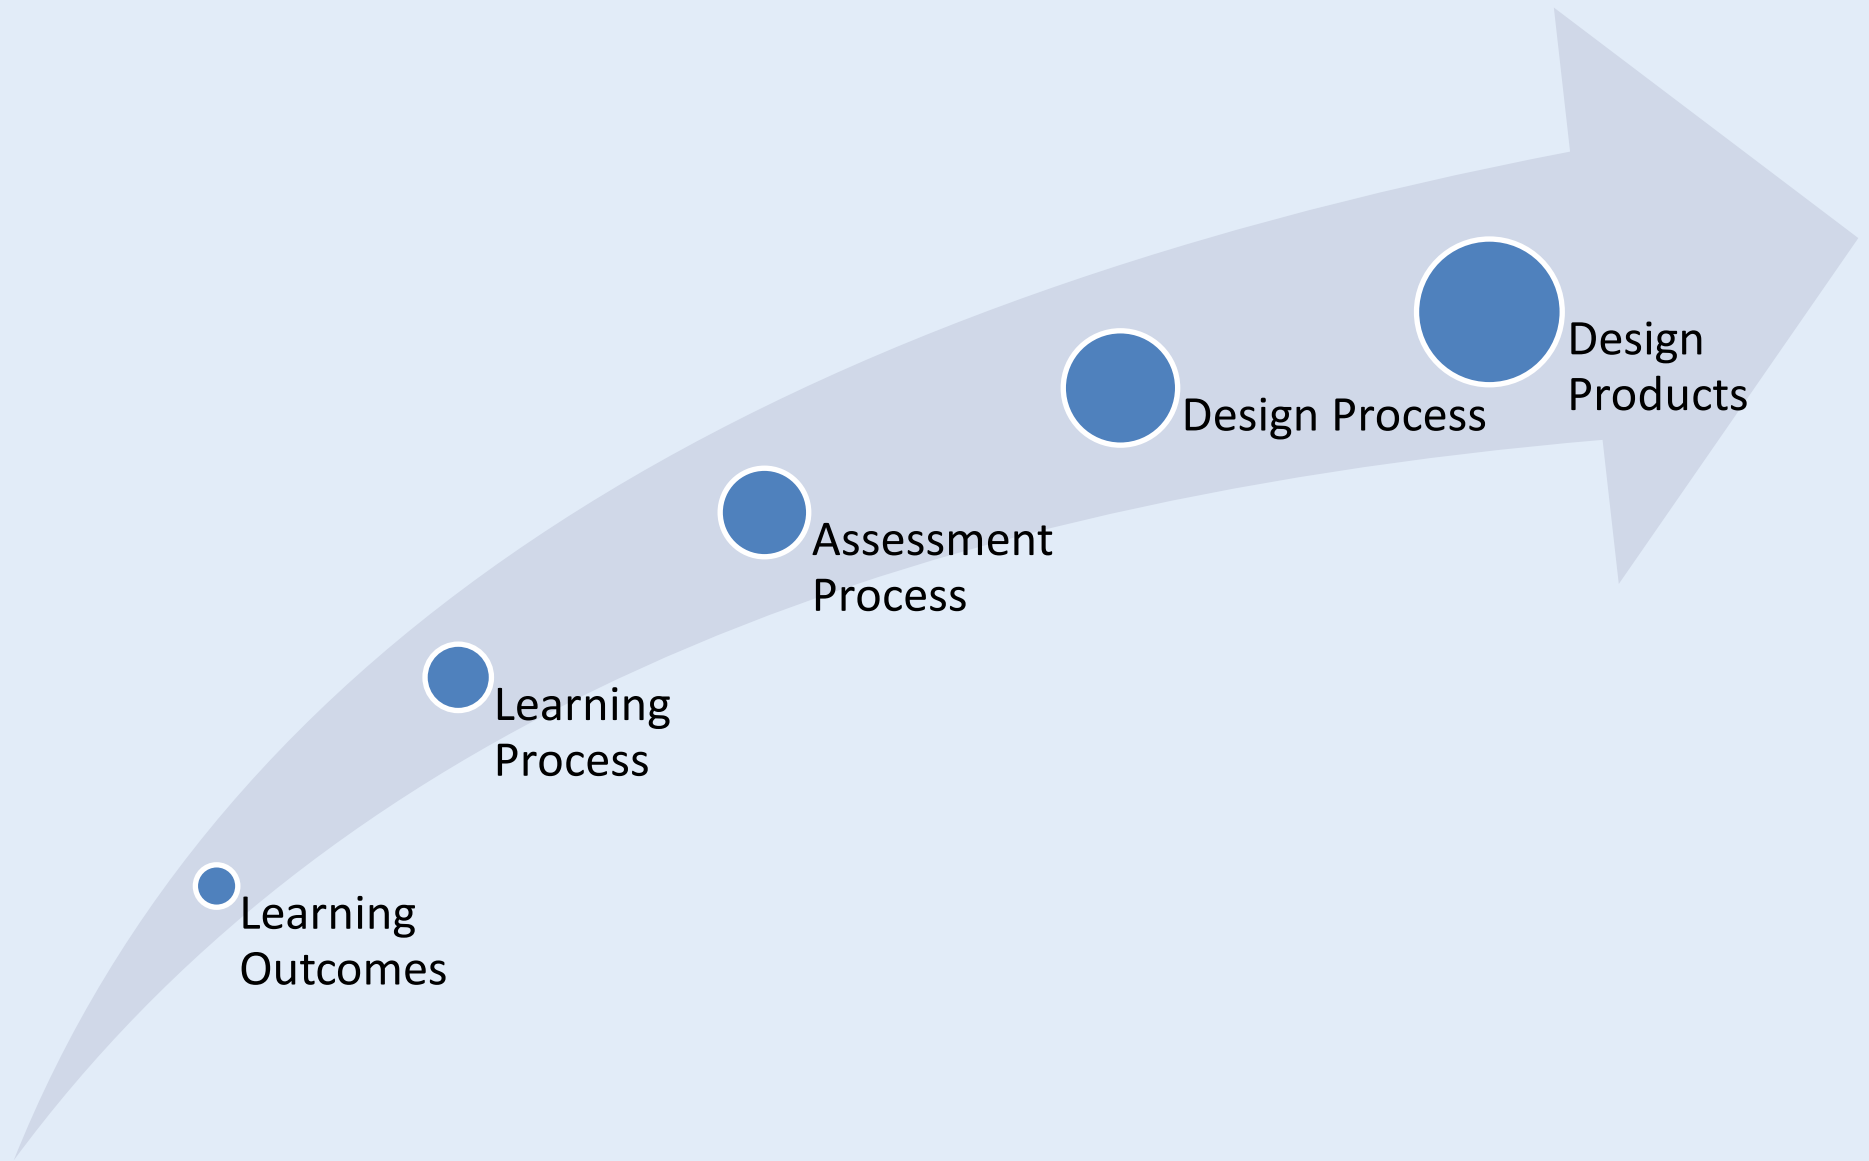 Learning
Outcomes
Learning
Process
Assessment
Process
Design Process
Design
Products